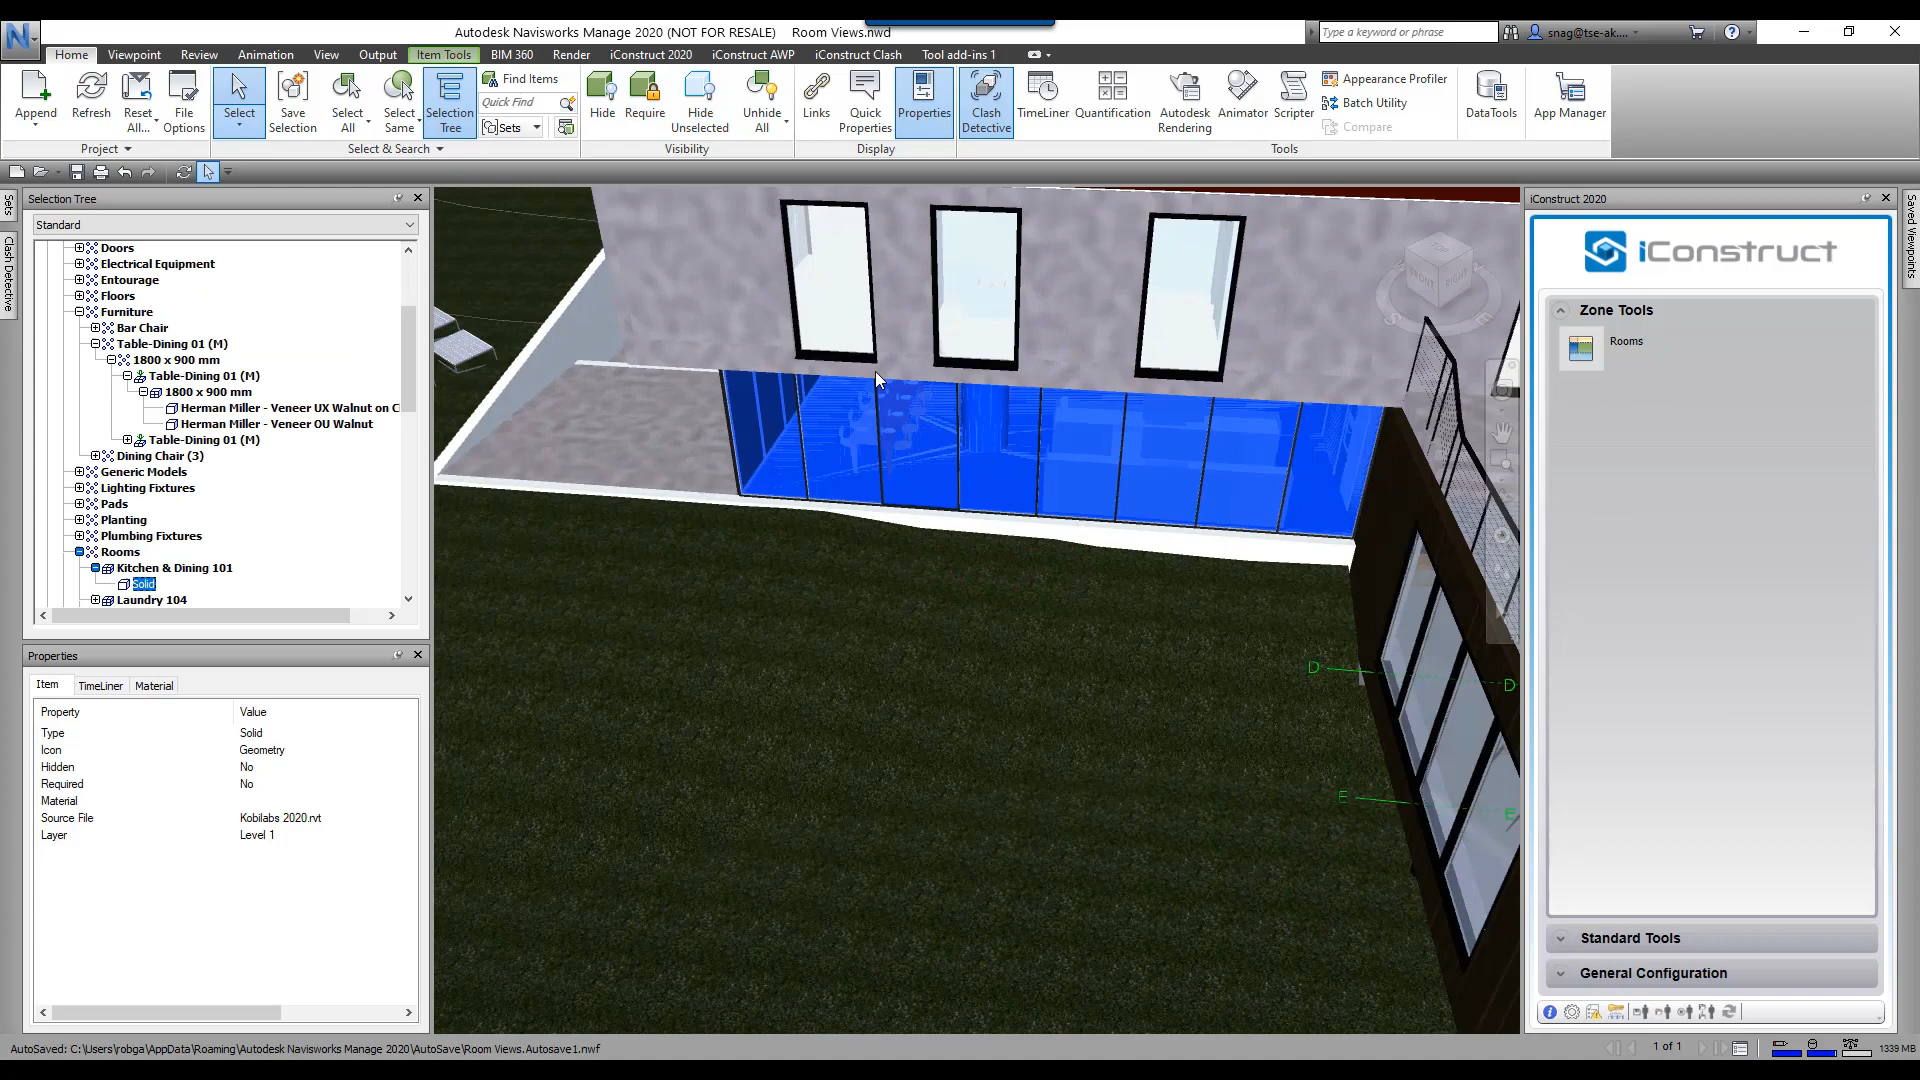 Autodesk Navisworks Manage 2020 (NOT FOR RESALE) Room Views.nwd
Type a keyword or phrase
snag@tse-ak....
Home Viewpoint Review Animation View Output Item Tools BIM 360 Render iConstruct 2020 iConstruct AWP iConstruct Clash Tool add-ins 1
Append
Refresh
Reset All...
File Options
Select
Save Selection
Select All
Select Same
Selection Tree
Find Items
Quick Find
Sets
Hide
Require
Hide Unselected
Unhide All
Links
Quick Properties
Properties
Clash Detective
TimeLiner
Quantification
Autodesk Rendering
Animator
Scripter
Appearance Profiler
Batch Utility
Compare
DataTools
App Manager
Project
Select & Search
Visibility
Display
Tools
Sets
Clash Detective
Selection Tree
Standard
Doors
Electrical Equipment
Entourage
Floors
Furniture
Bar Chair
Table-Dining 01 (M)
1800 x 900 mm
Table-Dining 01 (M)
1800 x 900 mm
Herman Miller - Veneer UX Walnut on C
Herman Miller - Veneer OU Walnut
Table-Dining 01 (M)
Dining Chair (3)
Generic Models
Lighting Fixtures
Pads
Planting
Plumbing Fixtures
Rooms
Kitchen & Dining 101
Solid
Laundry 104
Properties
Item TimeLiner Material
Property Value
Type Solid
Icon Geometry
Hidden No
Required No
Material
Source File Kobilabs 2020.rvt
Layer Level 1
TOP
FRONT
RIGHT
S
E
D
D
E
E
iConstruct 2020
iConstruct
Zone Tools
Rooms
Standard Tools
General Configuration
Saved Viewpoints
AutoSaved: C:\Users\robga\AppData\Roaming\Autodesk Navisworks Manage 2020\AutoSave\Room Views.Autosave1.nwf
1 of 1
1339 MB